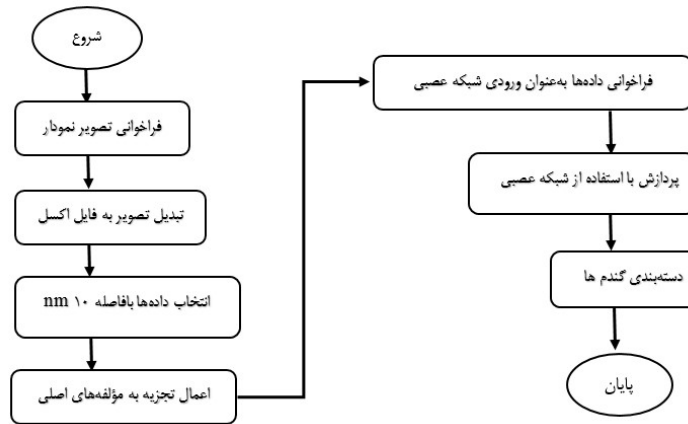 شروع
فراخوانی تصویر نمودار
تبدیل تصویر به فایل اکسل
انتخاب داده‌ها بافاصله ۱۰ nm
اعمال تجزیه به مؤلفه‌های اصلی
فراخوانی داده‌ها به‌عنوان ورودی شبکه عصبی
پردازش با استفاده از شبکه عصبی
دسته‌بندی گندم ها
پایان